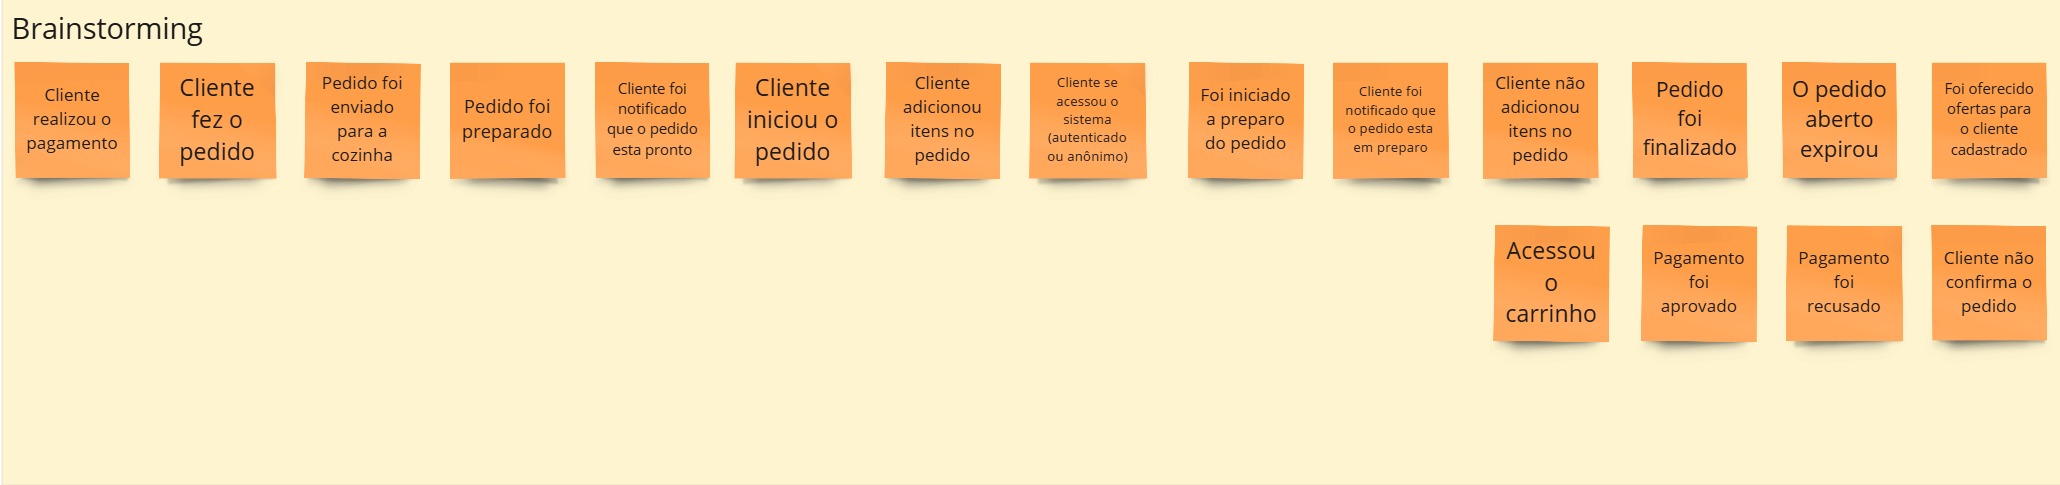 Brainstorming
Cliente
realizou o
pagamento
Cliente
fez o
pedido
Pedido foi
enviado
para a
cozinha
Pedido foi
preparado
Cliente foi
notificado
que o pedido
esta pronto
Cliente
iniciou o
pedido
Cliente
adicionou
itens no
pedido
Cliente se
acessou o
sistema
(autenticado
ou anônimo)
Foi iniciado
a preparo
do pedido
Cliente foi
notificado que
o pedido esta
em preparo
Cliente não
adicionou
itens no
pedido
Pedido
foi
finalizado
O pedido
aberto
expirou
Foi oferecido
ofertas para
o cliente
cadastrado
Acessou
o
carrinho
Pagamento
foi
aprovado
Pagamento
foi
recusado
Cliente não
confirma o
pedido